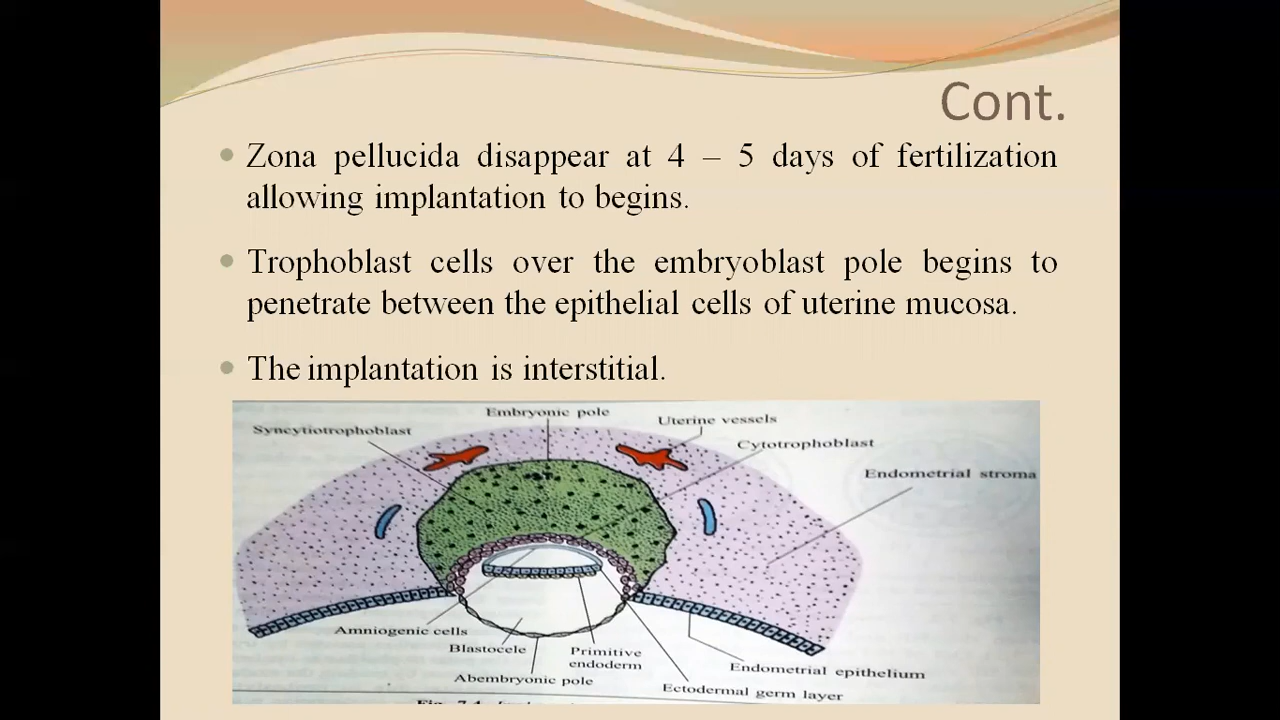 Cont.
Zona pellucida disappear at 4 – 5 days of fertilization
allowing implantation to begins.
Trophoblast cells over the embryoblast pole begins to
penetrate between the epithelial cells of uterine mucosa.
The implantation is interstitial.
Embryonic pole
Uterine vessels
Syncytiotrophoblast
Cytotrophoblast
Endometrial stroma
Amniogenic cells
Blastocele
Primitive
endoderm
Abembryonic pole
Endometrial epithelium
Ectodermal germ layer